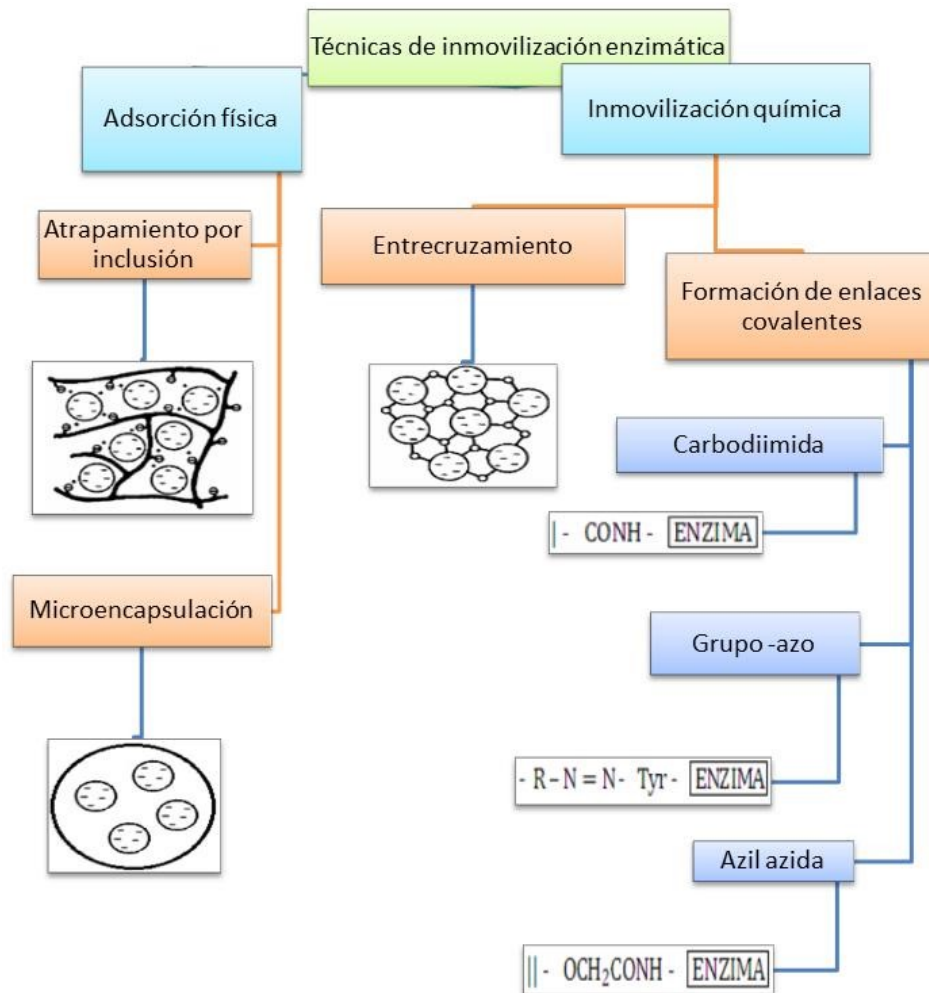 Técnicas de inmovilización enzimática
Adsorción física
Inmovilización química
Atrapamiento por
inclusión
Entrecruzamiento
Formación de enlaces
covalentes
Carbodiimida
|- CONH - ENZIMA
Microencapsulación
Grupo -azo
- R-N = N- Tyr- ENZIMA
Azil azida
||- OCH₂CONH - ENZIMA